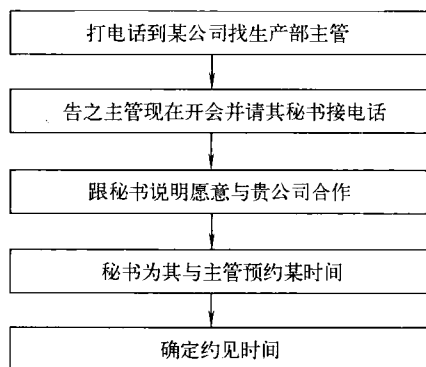 打电话到某公司找生产部主管
告之主管现在开会并请其秘书接电话
跟秘书说明愿意与贵公司合作
秘书为其与主管预约某时间
确定约见时间